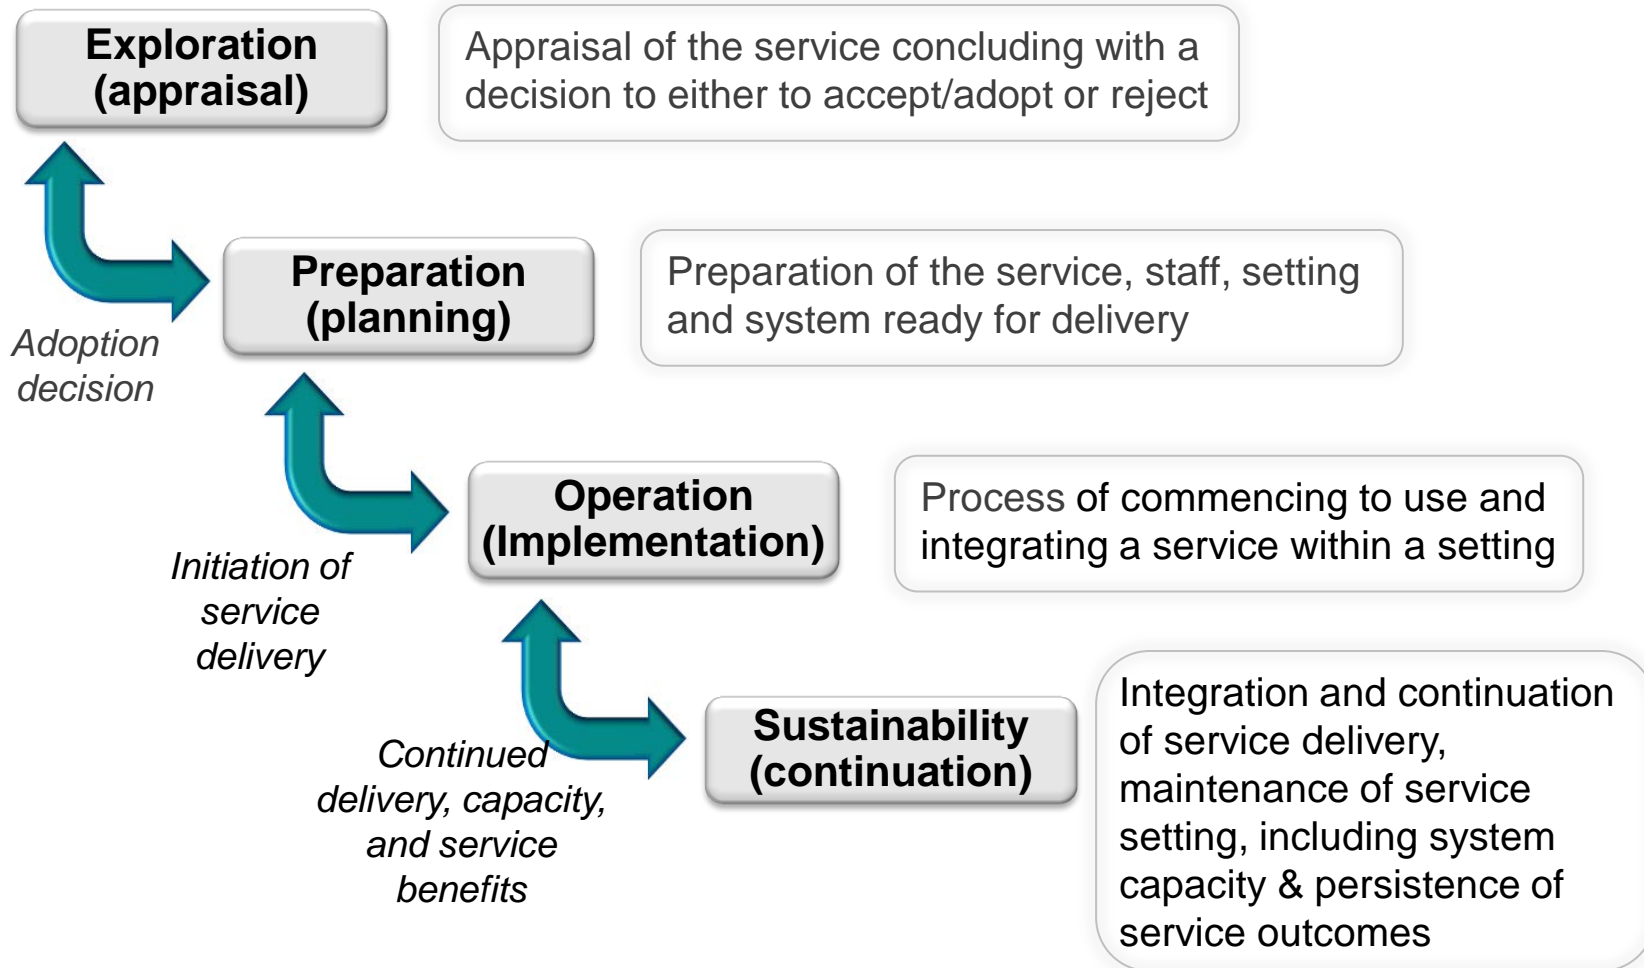 Exploration
(appraisal)
Appraisal of the service concluding with a
decision to either to accept/adopt or reject
Adoption
decision
Preparation
(planning)
Preparation of the service, staff, setting
and system ready for delivery
Initiation of
service
delivery
Operation
(Implementation)
Process of commencing to use and
integrating a service within a setting
Continued
delivery, capacity,
and service
benefits
Sustainability
(continuation)
Integration and continuation
of service delivery,
maintenance of service
setting, including system
capacity & persistence of
service outcomes